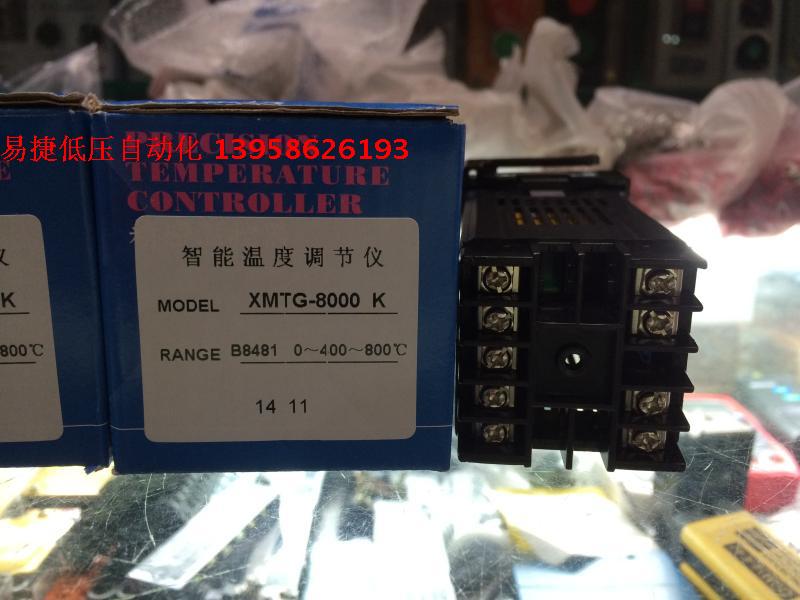 易捷低压自动化 13958626193
PRECISION
TEMPERATURE
CONTROLLER
智能温度调节仪
MODEL XMTG-8000 K
RANGE B8481 0～400～800℃
14 11
K
800℃